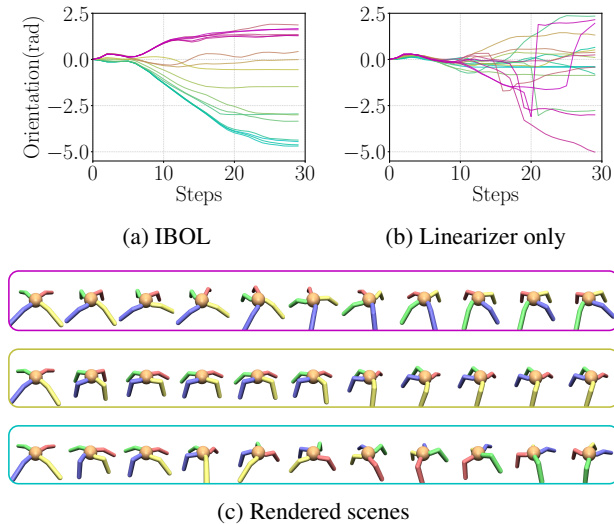 Orientation(rad)
2.5
0.0
−2.5
−5.0
0
10
20
30
Steps
(a) IBOL
2.5
0.0
−2.5
−5.0
0
10
20
30
Steps
(b) Linearizer only
(c) Rendered scenes